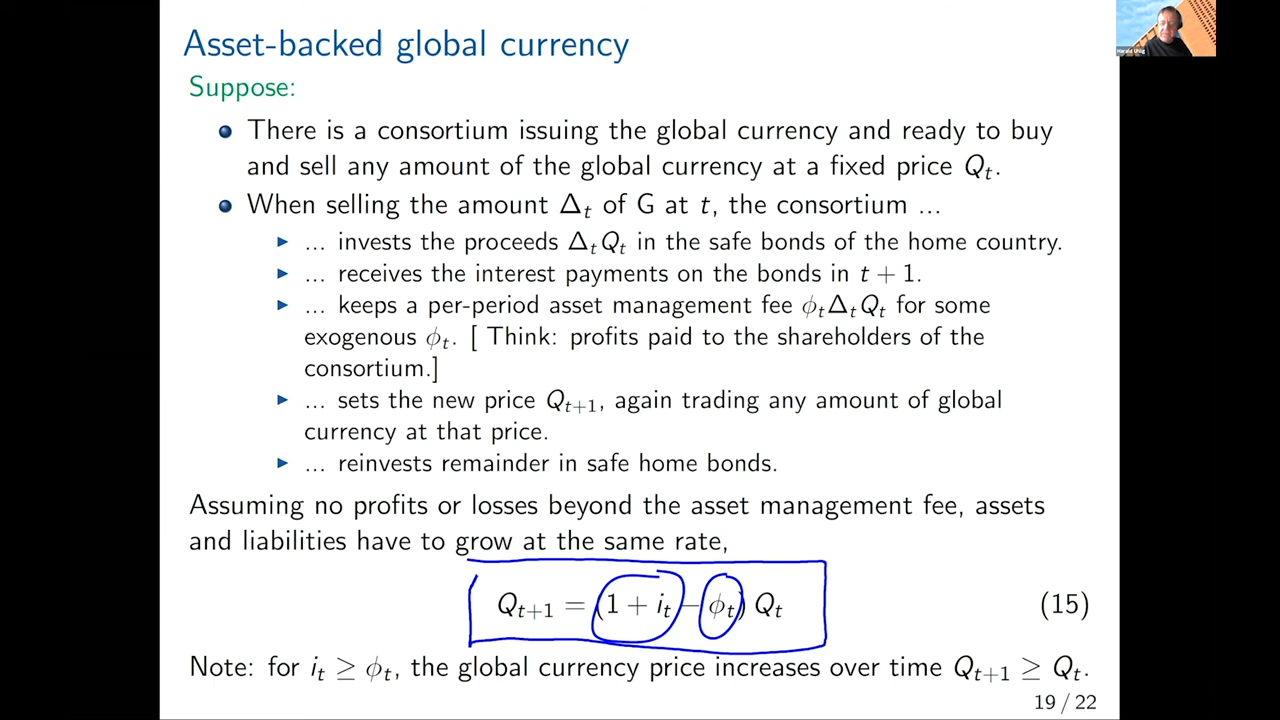 Asset-backed global currency
Harald Uhlig
Suppose:
There is a consortium issuing the global currency and ready to buy
and sell any amount of the global currency at a fixed price Qₜ.
When selling the amount Δₜ of G at t, the consortium ...
... invests the proceeds ΔₜQₜ in the safe bonds of the home country.
... receives the interest payments on the bonds in t + 1.
... keeps a per-period asset management fee ϕₜΔₜQₜ for some
exogenous ϕₜ. [ Think: profits paid to the shareholders of the
consortium.]
... sets the new price Qₜ₊₁, again trading any amount of global
currency at that price.
... reinvests remainder in safe home bonds.
Assuming no profits or losses beyond the asset management fee, assets
and liabilities have to grow at the same rate,
Qₜ₊₁ = (1 + iₜ − ϕₜ) Qₜ (15)
Note: for iₜ ≥ ϕₜ, the global currency price increases over time Qₜ₊₁ ≥ Qₜ.
19 / 22